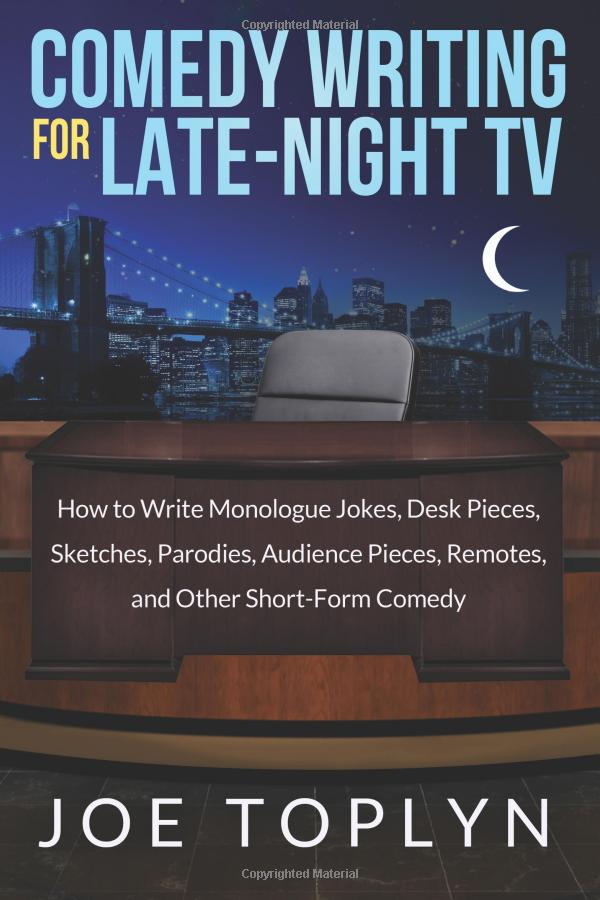 Copyrighted Material
COMEDY WRITING
FOR LATE-NIGHT TV
How to Write Monologue Jokes, Desk Pieces,
Sketches, Parodies, Audience Pieces, Remotes,
and Other Short-Form Comedy
JOE TOPLYN
Copyrighted Material